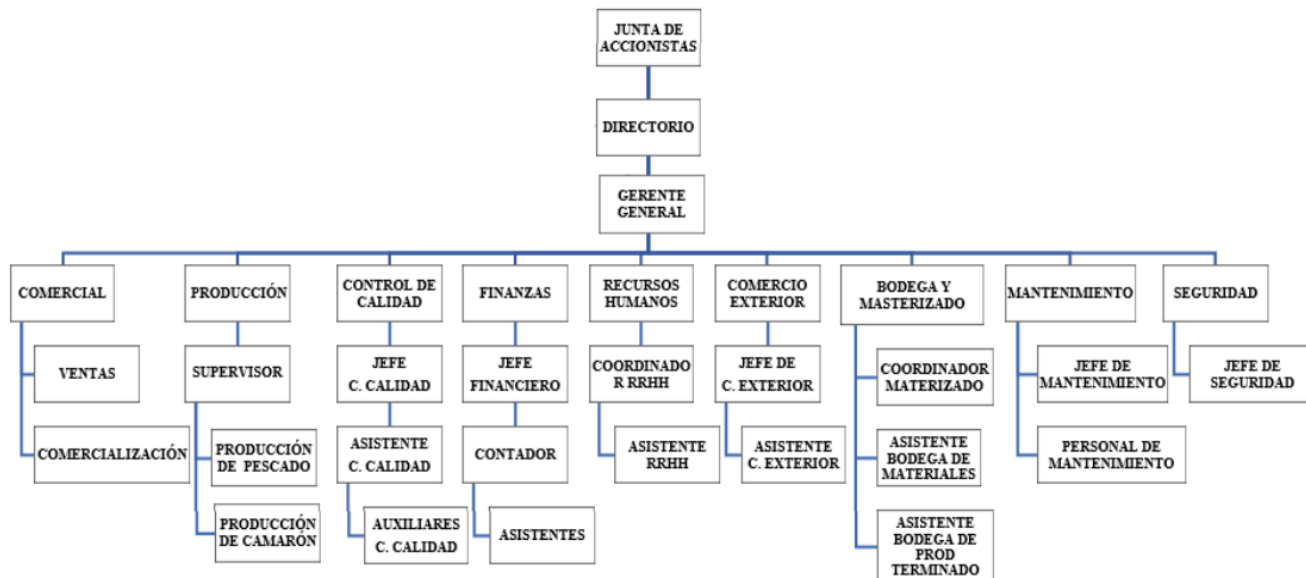 JUNTA DE
ACCIONISTAS
DIRECTORIO
GERENTE
GENERAL
COMERCIAL
PRODUCCIÓN
CONTROL DE
CALIDAD
FINANZAS
RECURSOS
HUMANOS
COMERCIO
EXTERIOR
BODEGA Y
MASTERIZADO
MANTENIMIENTO
SEGURIDAD
VENTAS
SUPERVISOR
JEFE
C. CALIDAD
JEFE
FINANCIERO
COORDINADO
R RRHH
JEFE DE
C. EXTERIOR
COORDINADOR
MATERIZADO
JEFE DE
MANTENIMIENTO
JEFE DE
SEGURIDAD
COMERCIALIZACIÓN
PRODUCCIÓN
DE PESCADO
ASISTENTE
C. CALIDAD
CONTADOR
ASISTENTE
RRHH
ASISTENTE
C. EXTERIOR
ASISTENTE
BODEGA DE
MATERIALES
PERSONAL DE
MANTENIMIENTO
PRODUCCIÓN
DE CAMARÓN
AUXILIARES
C. CALIDAD
ASISTENTES
ASISTENTE
BODEGA DE
PROD
TERMINADO